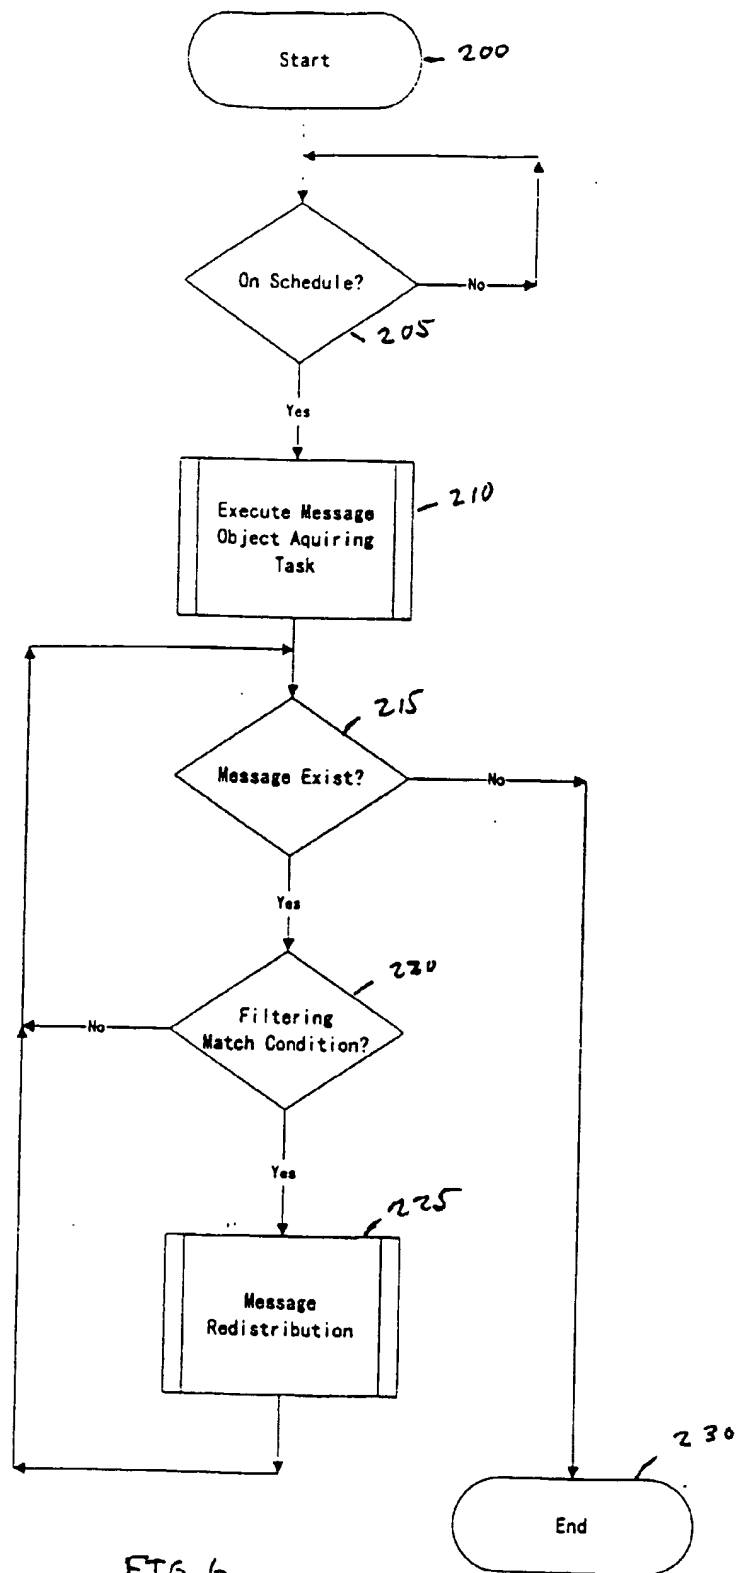 Start
200
On Schedule?
No
205
Yes
Execute Message
Object Aquiring
Task
210
215
Message Exist?
No
Yes
220
Filtering
Match Condition?
No
Yes
225
Message
Redistribution
230
End
FIG. 6